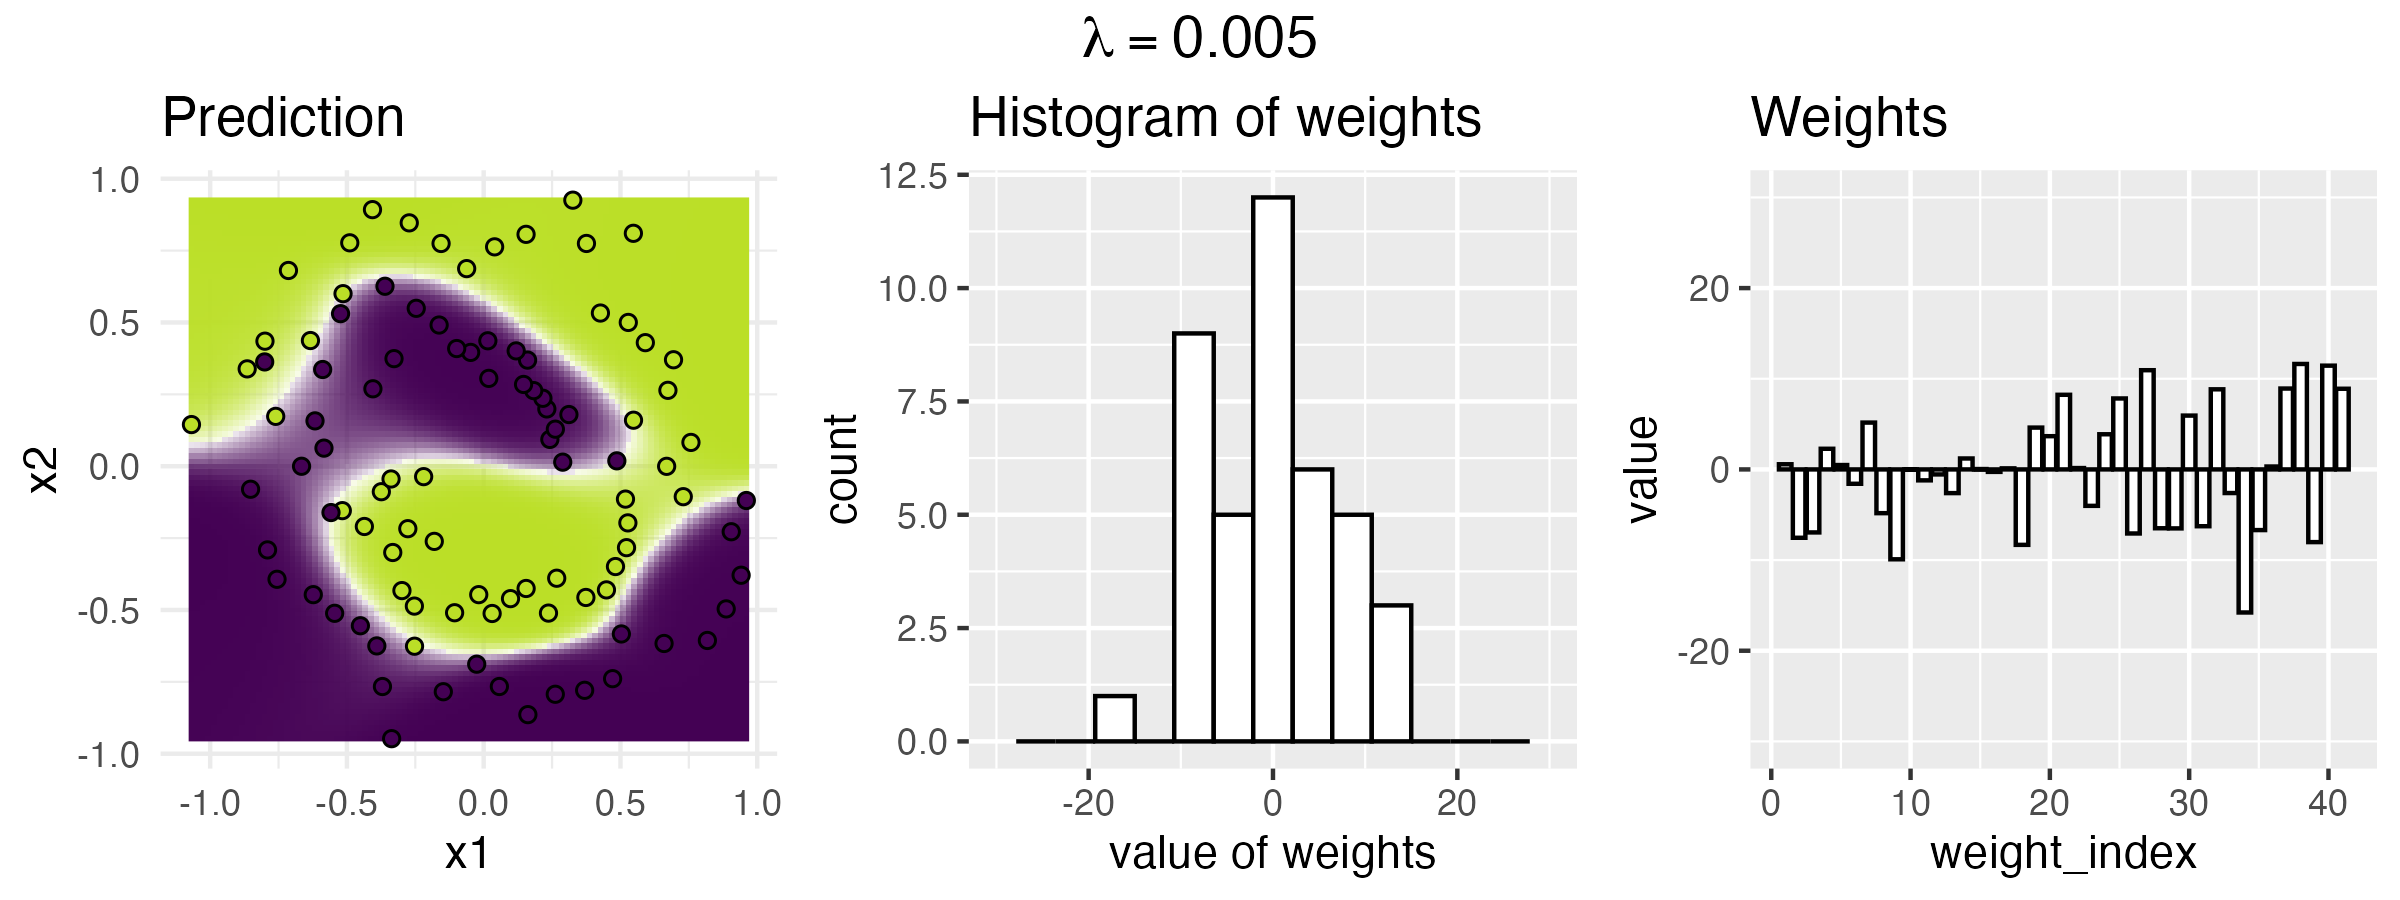 λ = 0.005
Prediction
1.0
0.5
0.0
-0.5
-1.0
x2
-1.0 -0.5 0.0 0.5 1.0
x1
Histogram of weights
12.5
10.0
7.5
5.0
2.5
0.0
count
-20 0 20
value of weights
Weights
20
0
-20
value
0 10 20 30 40
weight_index